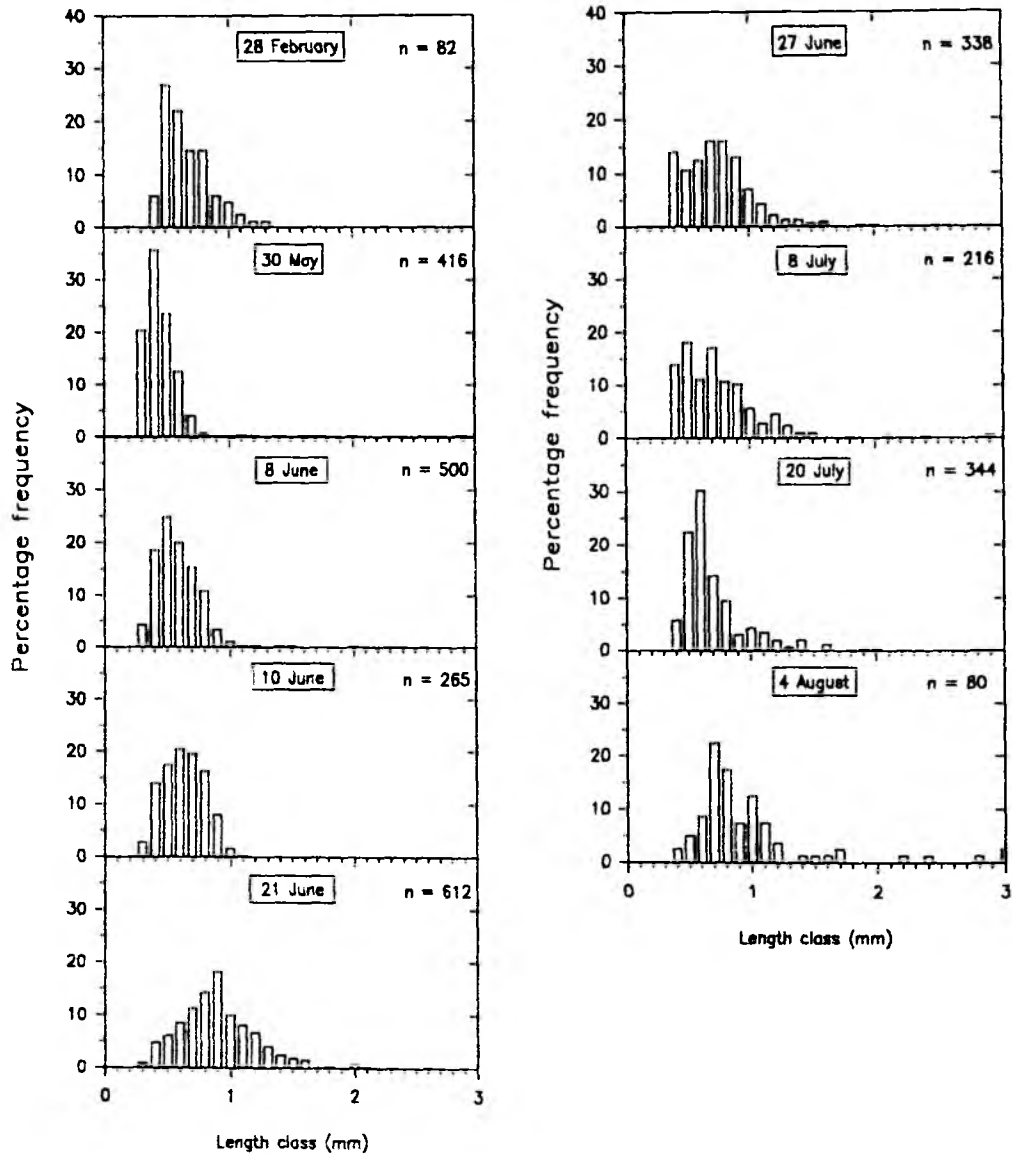 40
30
20
10
0
28 February
n = 82
30
20
10
0
30 May
n = 416
30
20
10
0
8 June
n = 500
30
20
10
0
10 June
n = 265
30
20
10
0
21 June
n = 612
0
1
2
3
Length class (mm)
Percentage frequency
40
30
20
10
0
27 June
n = 338
30
20
10
0
8 July
n = 216
30
20
10
0
20 July
n = 344
30
20
10
0
4 August
n = 80
0
1
2
3
Length class (mm)
Percentage frequency